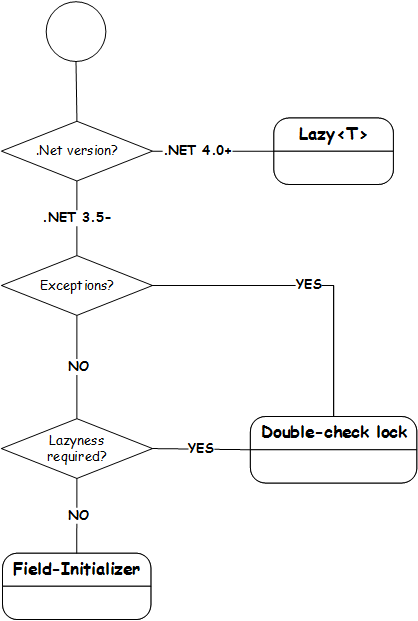 .Net version?
.NET 4.0+
Lazy<T>
.NET 3.5-
Exceptions?
YES
NO
Double-check lock
Lazyness
required?
YES
NO
Field-Initializer